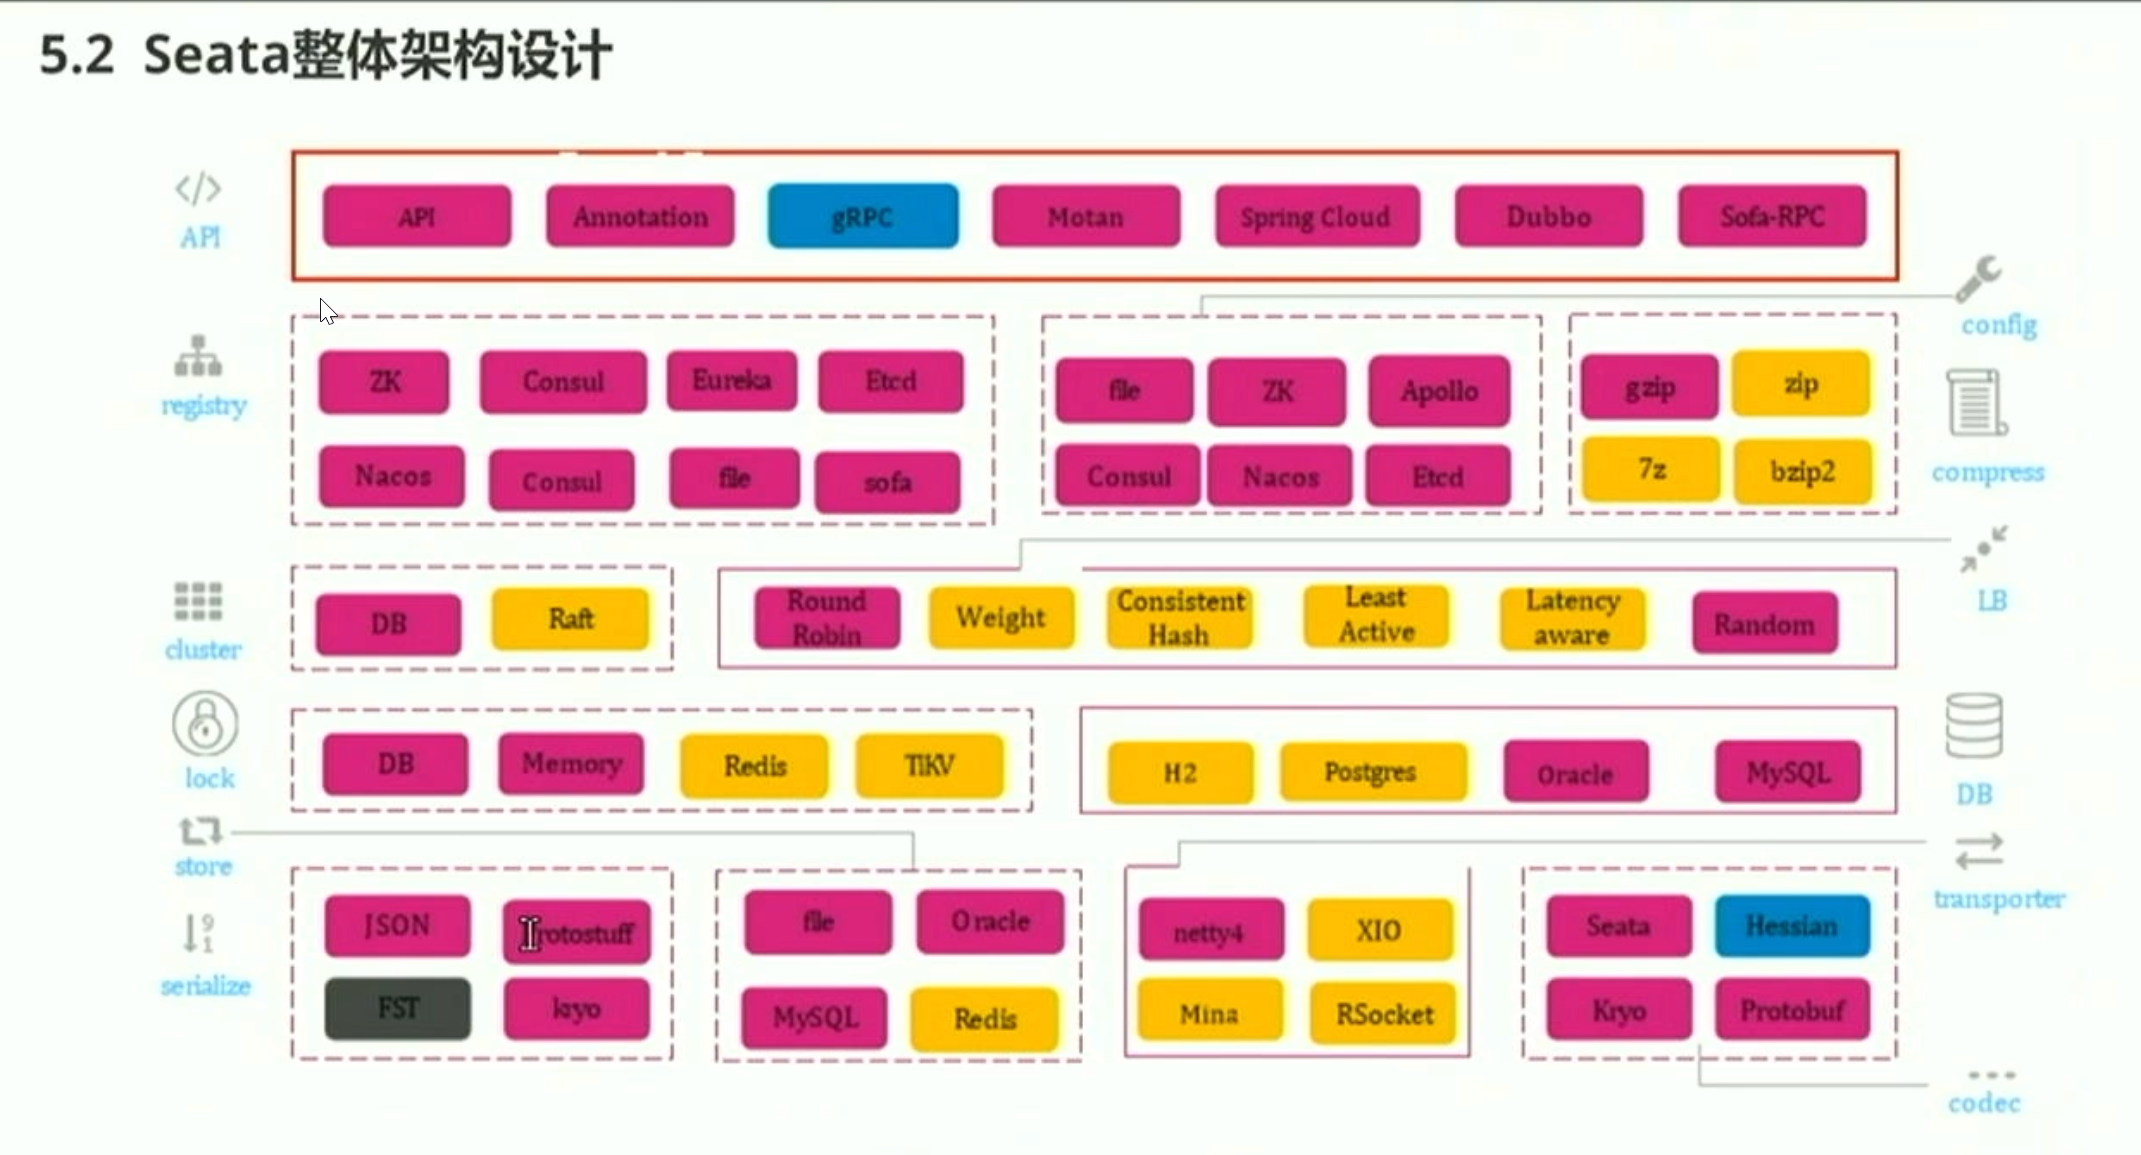 5.2 Seata整体架构设计
API
API
Annotation
gRPC
Motan
Spring Cloud
Dubbo
Sofa-RPC
config
registry
ZK
Consul
Eureka
Etcd
Nacos
Consul
file
sofa
file
ZK
Apollo
Consul
Nacos
Etcd
gzip
zip
7z
bzip2
compress
cluster
DB
Raft
Round
Robin
Weight
Consistent
Hash
Least
Active
Latency
aware
Random
LB
lock
DB
Memory
Redis
TiKV
H2
Postgres
Oracle
MySQL
DB
store
serialize
JSON
rotostuff
FST
kryo
file
Oracle
MySQL
Redis
netty4
XIO
Mina
RSocket
transporter
Seata
Hessian
Kryo
Protobuf
codec